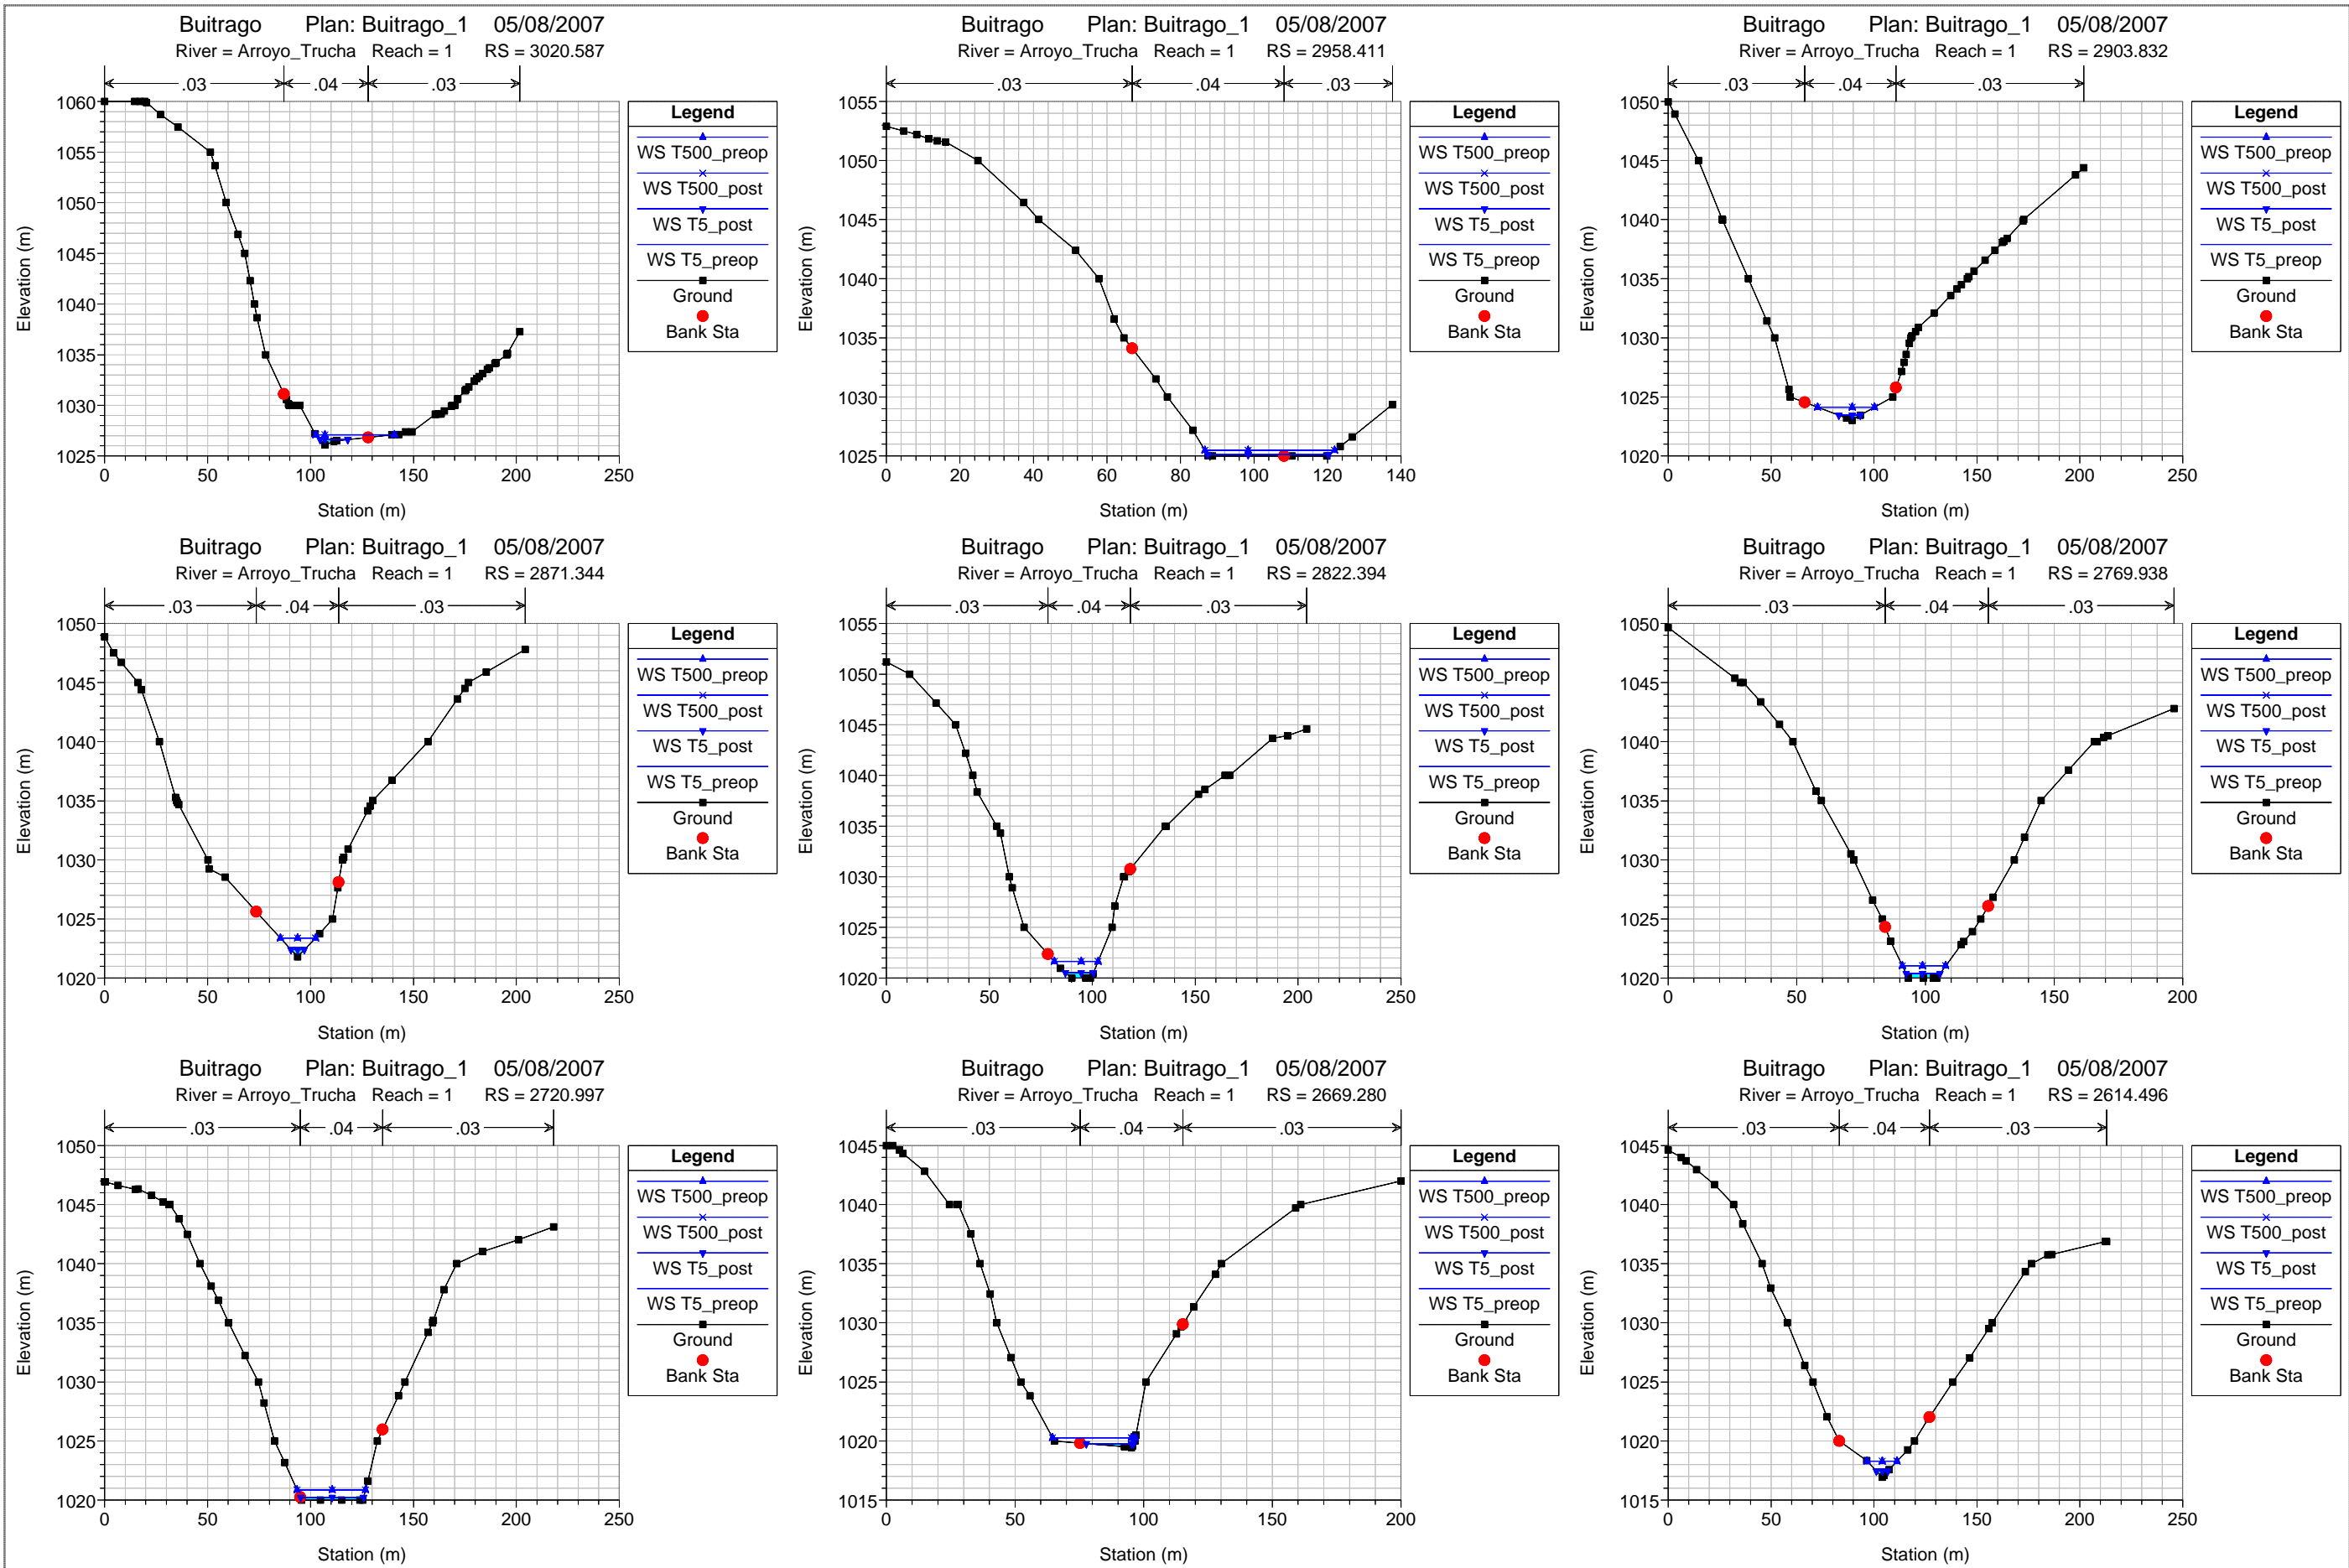 Buitrago Plan: Buitrago_1 05/08/2007
River = Arroyo_Trucha Reach = 1 RS = 3020.587
.03 .04 .03
1060
1055
1050
1045
1040
1035
1030
1025
0 50 100 150 200 250
Station (m)
Elevation (m)
Legend
WS T500_preop
WS T500_post
WS T5_post
WS T5_preop
Ground
Bank Sta
Buitrago Plan: Buitrago_1 05/08/2007
River = Arroyo_Trucha Reach = 1 RS = 2958.411
.03 .04 .03
1055
1050
1045
1040
1035
1030
1025
0 20 40 60 80 100 120 140
Station (m)
Elevation (m)
Legend
WS T500_preop
WS T500_post
WS T5_post
WS T5_preop
Ground
Bank Sta
Buitrago Plan: Buitrago_1 05/08/2007
River = Arroyo_Trucha Reach = 1 RS = 2903.832
.03 .04 .03
1050
1045
1040
1035
1030
1025
1020
0 50 100 150 200 250
Station (m)
Elevation (m)
Legend
WS T500_preop
WS T500_post
WS T5_post
WS T5_preop
Ground
Bank Sta
Buitrago Plan: Buitrago_1 05/08/2007
River = Arroyo_Trucha Reach = 1 RS = 2871.344
.03 .04 .03
1050
1045
1040
1035
1030
1025
1020
0 50 100 150 200 250
Station (m)
Elevation (m)
Legend
WS T500_preop
WS T500_post
WS T5_post
WS T5_preop
Ground
Bank Sta
Buitrago Plan: Buitrago_1 05/08/2007
River = Arroyo_Trucha Reach = 1 RS = 2822.394
.03 .04 .03
1055
1050
1045
1040
1035
1030
1025
1020
0 50 100 150 200 250
Station (m)
Elevation (m)
Legend
WS T500_preop
WS T500_post
WS T5_post
WS T5_preop
Ground
Bank Sta
Buitrago Plan: Buitrago_1 05/08/2007
River = Arroyo_Trucha Reach = 1 RS = 2769.938
.03 .04 .03
1050
1045
1040
1035
1030
1025
1020
0 50 100 150 200
Station (m)
Elevation (m)
Legend
WS T500_preop
WS T500_post
WS T5_post
WS T5_preop
Ground
Bank Sta
Buitrago Plan: Buitrago_1 05/08/2007
River = Arroyo_Trucha Reach = 1 RS = 2720.997
.03 .04 .03
1050
1045
1040
1035
1030
1025
1020
0 50 100 150 200 250
Station (m)
Elevation (m)
Legend
WS T500_preop
WS T500_post
WS T5_post
WS T5_preop
Ground
Bank Sta
Buitrago Plan: Buitrago_1 05/08/2007
River = Arroyo_Trucha Reach = 1 RS = 2669.280
.03 .04 .03
1045
1040
1035
1030
1025
1020
1015
0 50 100 150 200
Station (m)
Elevation (m)
Legend
WS T500_preop
WS T500_post
WS T5_post
WS T5_preop
Ground
Bank Sta
Buitrago Plan: Buitrago_1 05/08/2007
River = Arroyo_Trucha Reach = 1 RS = 2614.496
.03 .04 .03
1045
1040
1035
1030
1025
1020
1015
0 50 100 150 200 250
Station (m)
Elevation (m)
Legend
WS T500_preop
WS T500_post
WS T5_post
WS T5_preop
Ground
Bank Sta